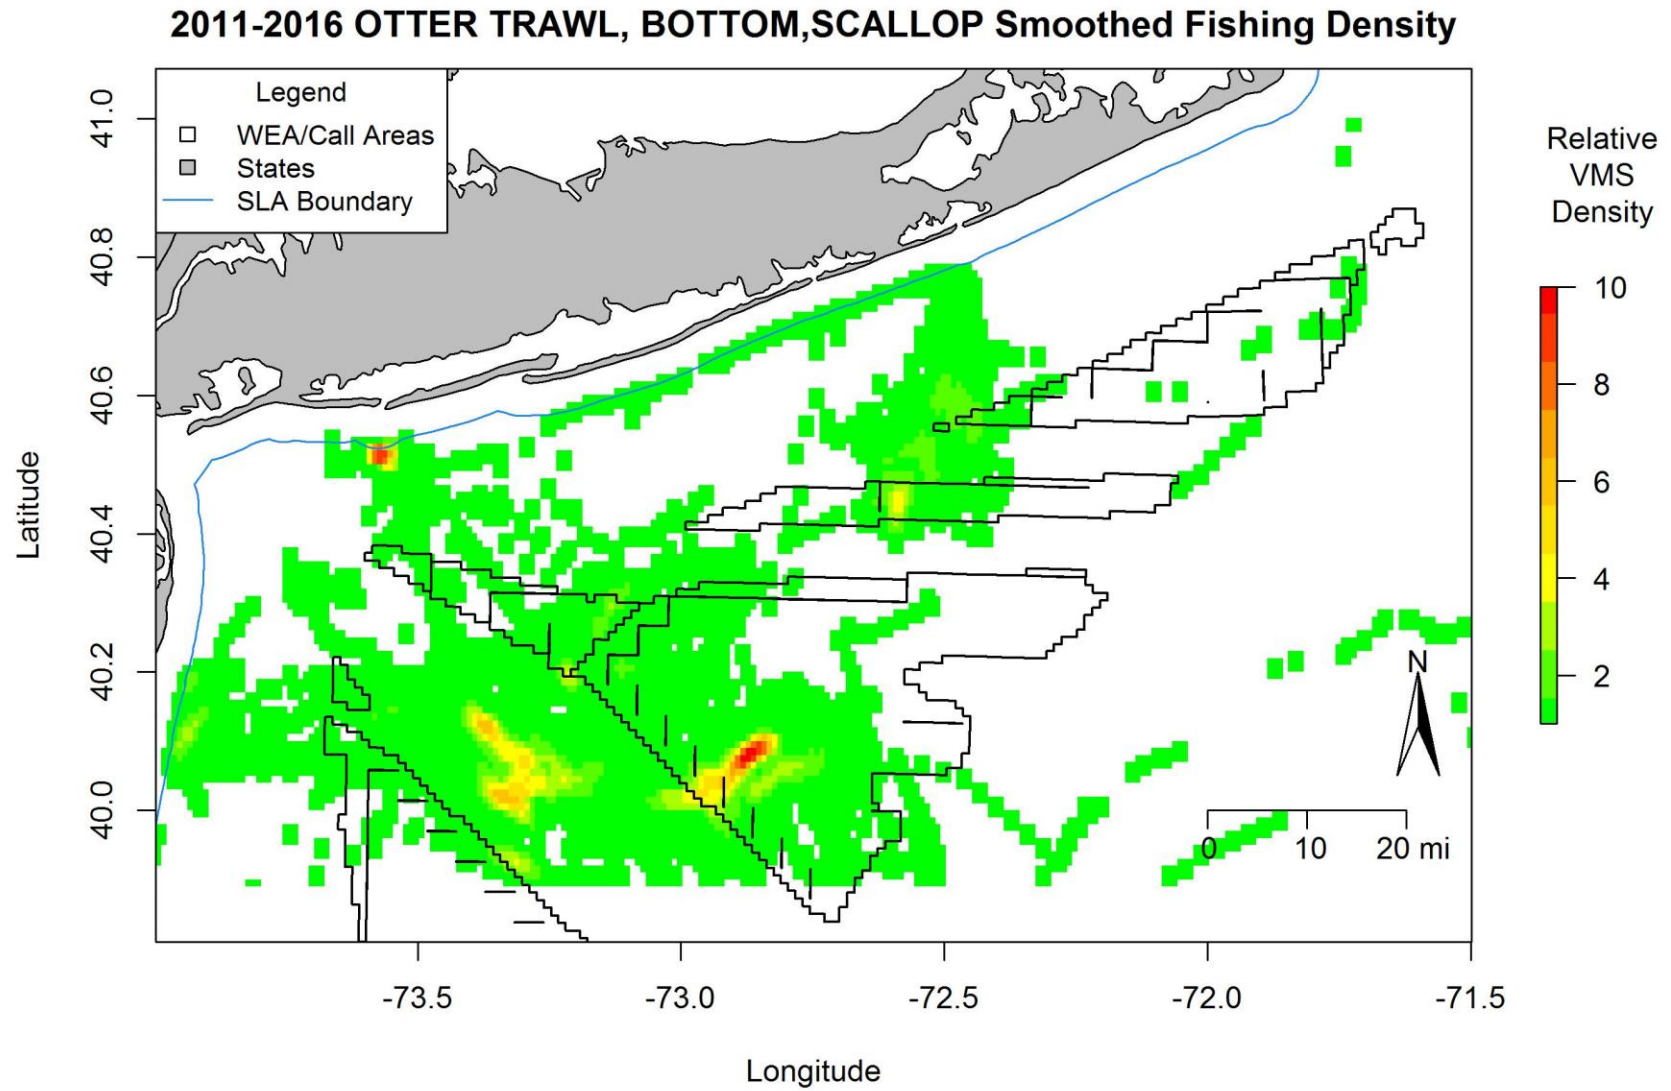 2011-2016 OTTER TRAWL, BOTTOM,SCALLOP Smoothed Fishing Density
Legend
WEA/Call Areas
States
SLA Boundary
Latitude
41.0
40.8
40.6
40.4
40.2
40.0
-73.5
-73.0
-72.5
-72.0
-71.5
Longitude
N
0 10 20 mi
Relative
VMS
Density
10
8
6
4
2